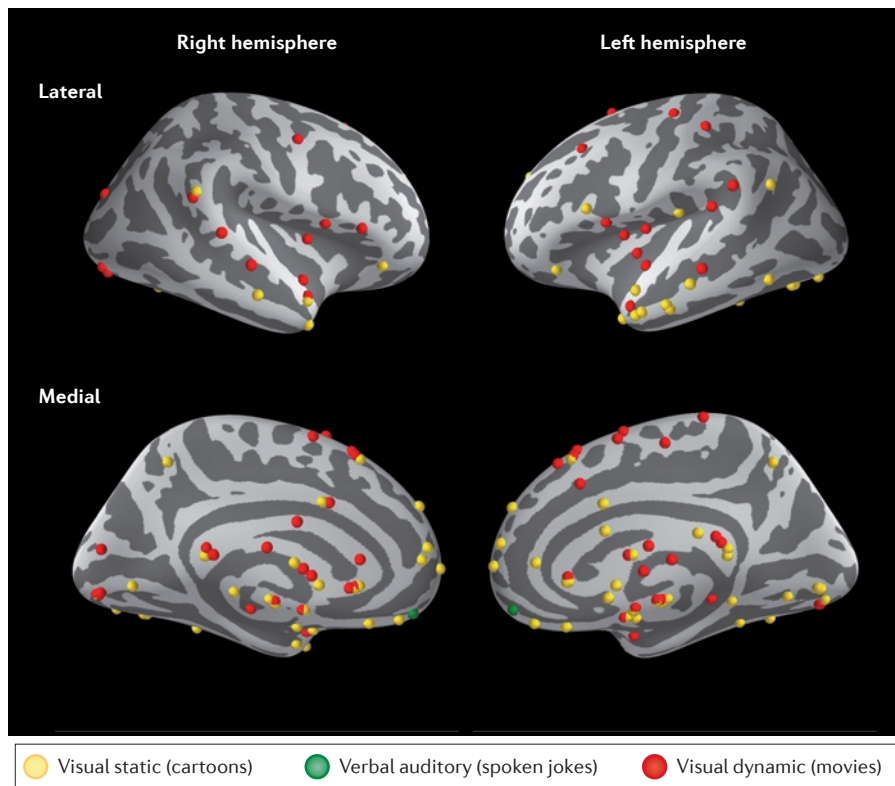 Right hemisphere
Left hemisphere
Lateral
Medial
Visual static (cartoons)
Verbal auditory (spoken jokes)
Visual dynamic (movies)